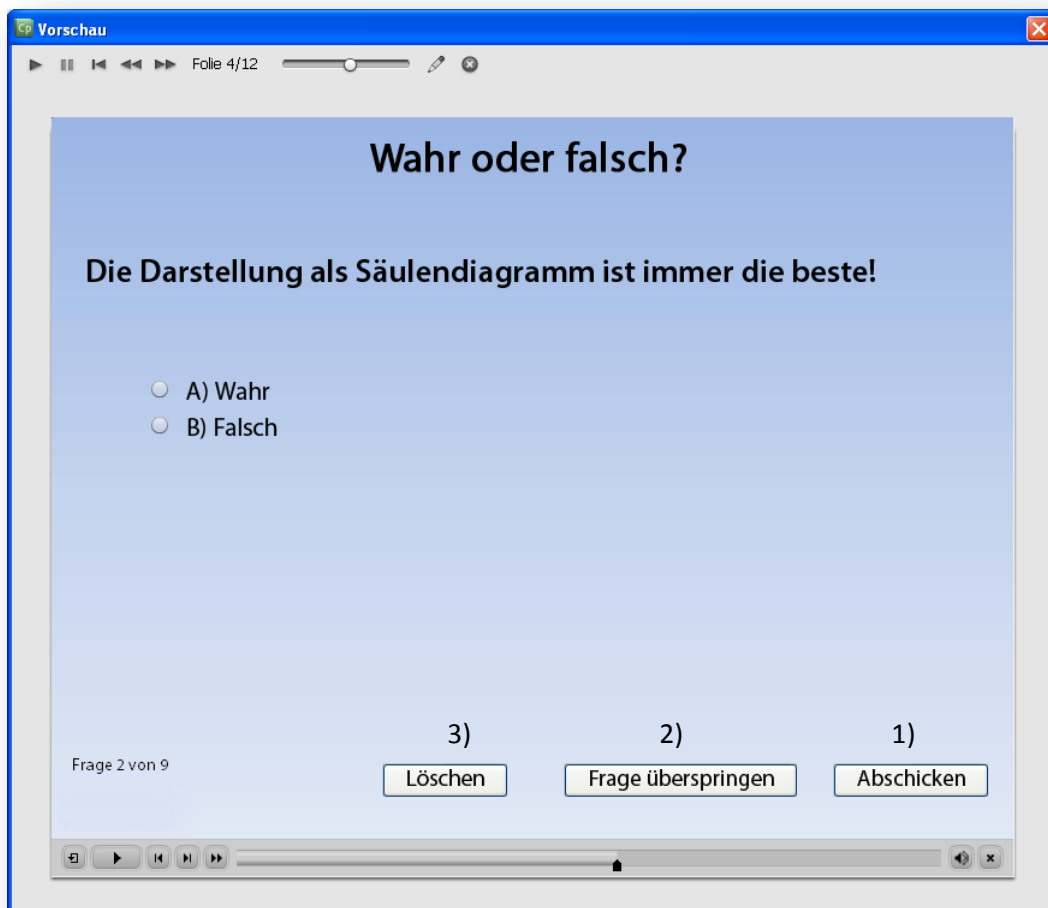 Cp Vorschau
Folie 4/12
Wahr oder falsch?
Die Darstellung als Säulendiagramm ist immer die beste!
A) Wahr
B) Falsch
3) 2) 1)
Frage 2 von 9
Löschen Frage überspringen Abschicken